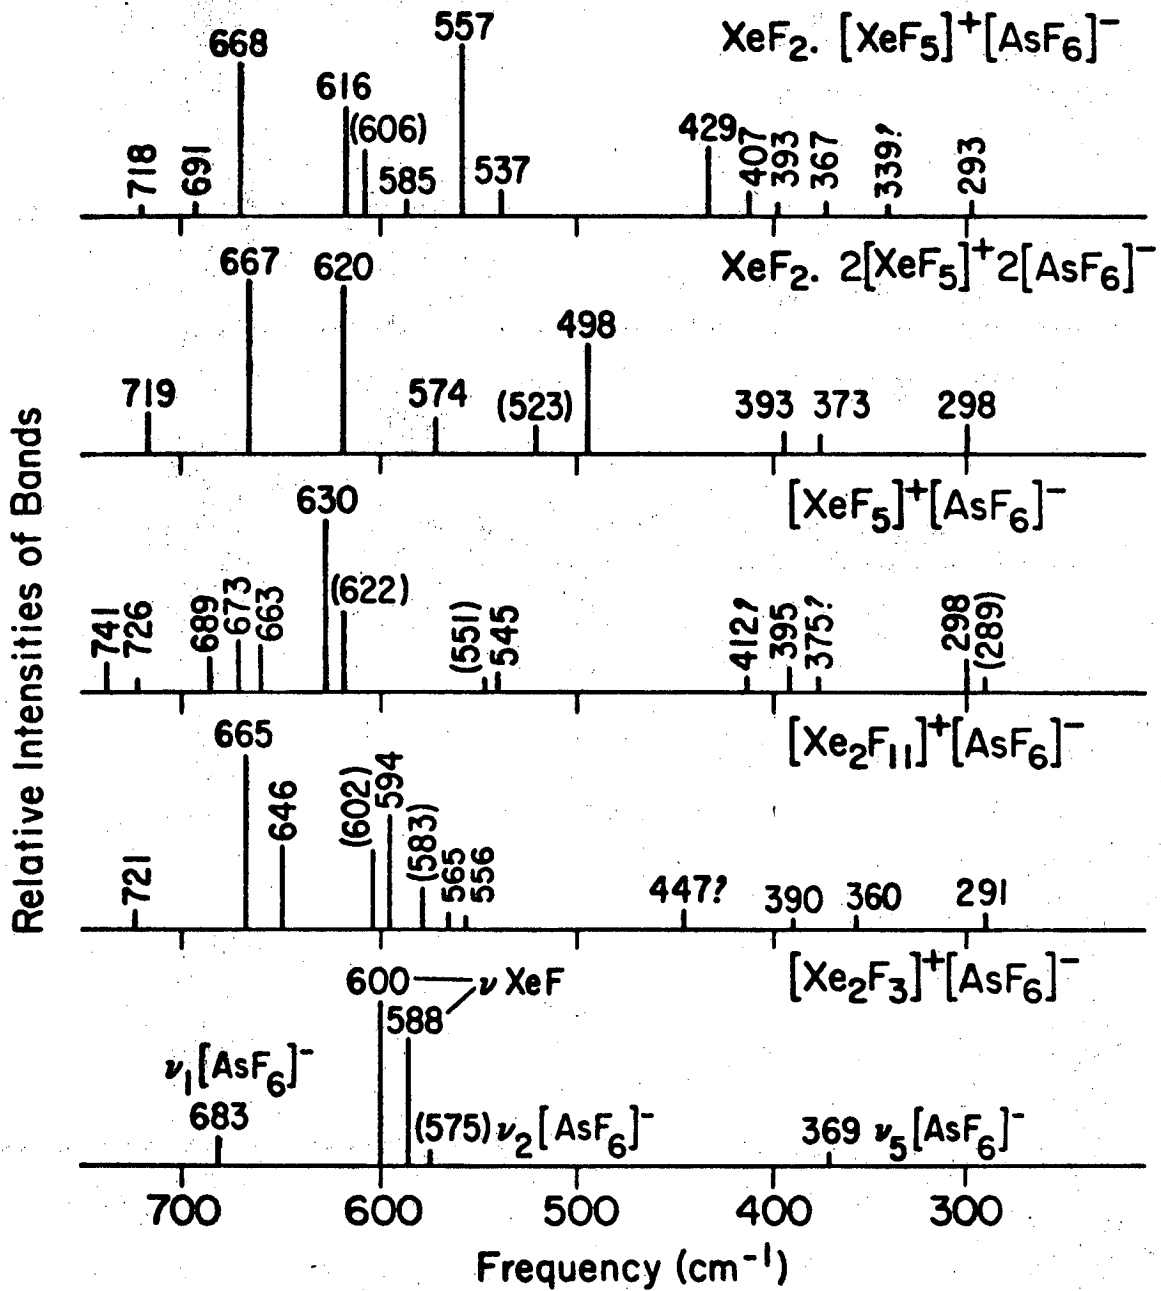 XeF2. [XeF5]+[AsF6]-
718 691 668 616 (606) 585 557 537 429 407 393 367 339? 293
XeF2. 2[XeF5]+2[AsF6]-
719 667 620 574 (523) 498 393 373 298
[XeF5]+[AsF6]-
741 726 689 673 663 630 (622) (551) 545 412? 395 375? 298 (289)
[Xe2F11]+[AsF6]-
721 665 646 (602) 594 (583) 565 556 447? 390 360 291
[Xe2F3]+[AsF6]-
600 ν XeF
588
ν1[AsF6]-
683
(575) ν2[AsF6]-
369 ν5[AsF6]-
700 600 500 400 300
Frequency (cm-1)
Relative Intensities of Bands